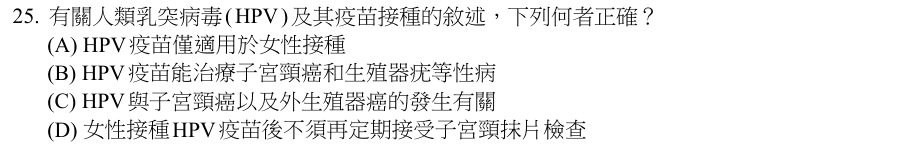 25. 有關人類乳突病毒(HPV)及其疫苗接種的敘述，下列何者正確？
(A) HPV疫苗僅適用於女性接種
(B) HPV疫苗能治療子宮頸癌和生殖器疣等性病
(C) HPV與子宮頸癌以及外生殖器癌的發生有關
(D) 女性接種HPV疫苗後不須再定期接受子宮頸抹片檢查